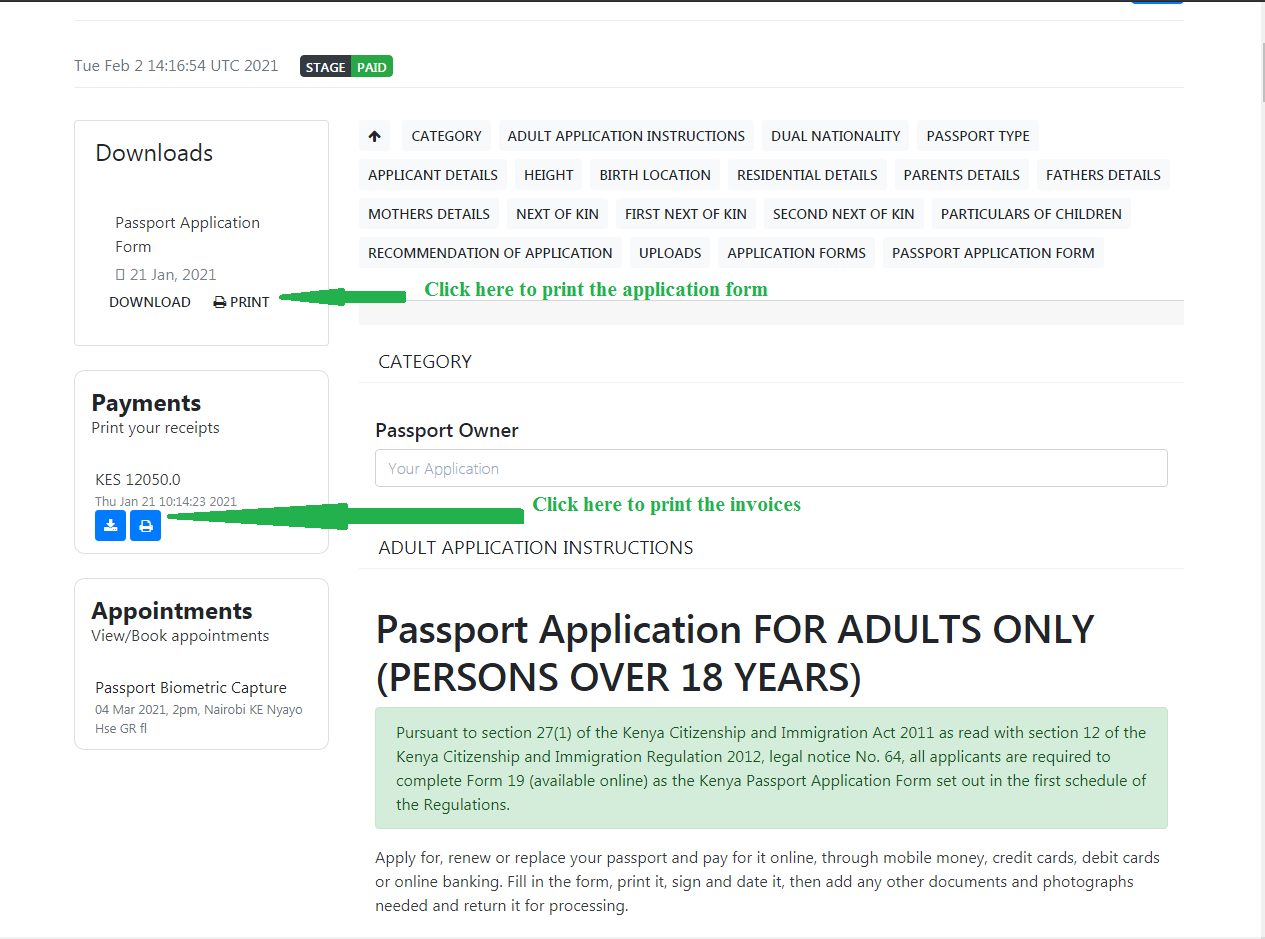 Tue Feb 2 14:16:54 UTC 2021
STAGE PAID
Downloads
Passport Application
Form
21 Jan, 2021
DOWNLOAD PRINT
Payments
Print your receipts
KES 12050.0
Thu Jan 21 10:14:23 2021
Appointments
View/Book appointments
Passport Biometric Capture
04 Mar 2021, 2pm, Nairobi KE Nyayo
Hse GR fl
CATEGORY ADULT APPLICATION INSTRUCTIONS DUAL NATIONALITY PASSPORT TYPE
APPLICANT DETAILS HEIGHT BIRTH LOCATION RESIDENTIAL DETAILS PARENTS DETAILS FATHERS DETAILS
MOTHERS DETAILS NEXT OF KIN FIRST NEXT OF KIN SECOND NEXT OF KIN PARTICULARS OF CHILDREN
RECOMMENDATION OF APPLICATION UPLOADS APPLICATION FORMS PASSPORT APPLICATION FORM
Click here to print the application form
CATEGORY
Passport Owner
Your Application
Click here to print the invoices
ADULT APPLICATION INSTRUCTIONS
Passport Application FOR ADULTS ONLY
(PERSONS OVER 18 YEARS)
Pursuant to section 27(1) of the Kenya Citizenship and Immigration Act 2011 as read with section 12 of the
Kenya Citizenship and Immigration Regulation 2012, legal notice No. 64, all applicants are required to
complete Form 19 (available online) as the Kenya Passport Application Form set out in the first schedule of
the Regulations.
Apply for, renew or replace your passport and pay for it online, through mobile money, credit cards, debit cards
or online banking. Fill in the form, print it, sign and date it, then add any other documents and photographs
needed and return it for processing.